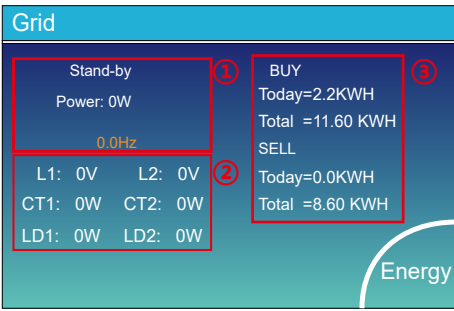 Grid
Stand-by
Power: 0W
0.0Hz
①
L1: 0V L2: 0V
CT1: 0W CT2: 0W
LD1: 0W LD2: 0W
②
BUY
Today=2.2KWH
Total =11.60 KWH
SELL
Today=0.0KWH
Total =8.60 KWH
③
Energy